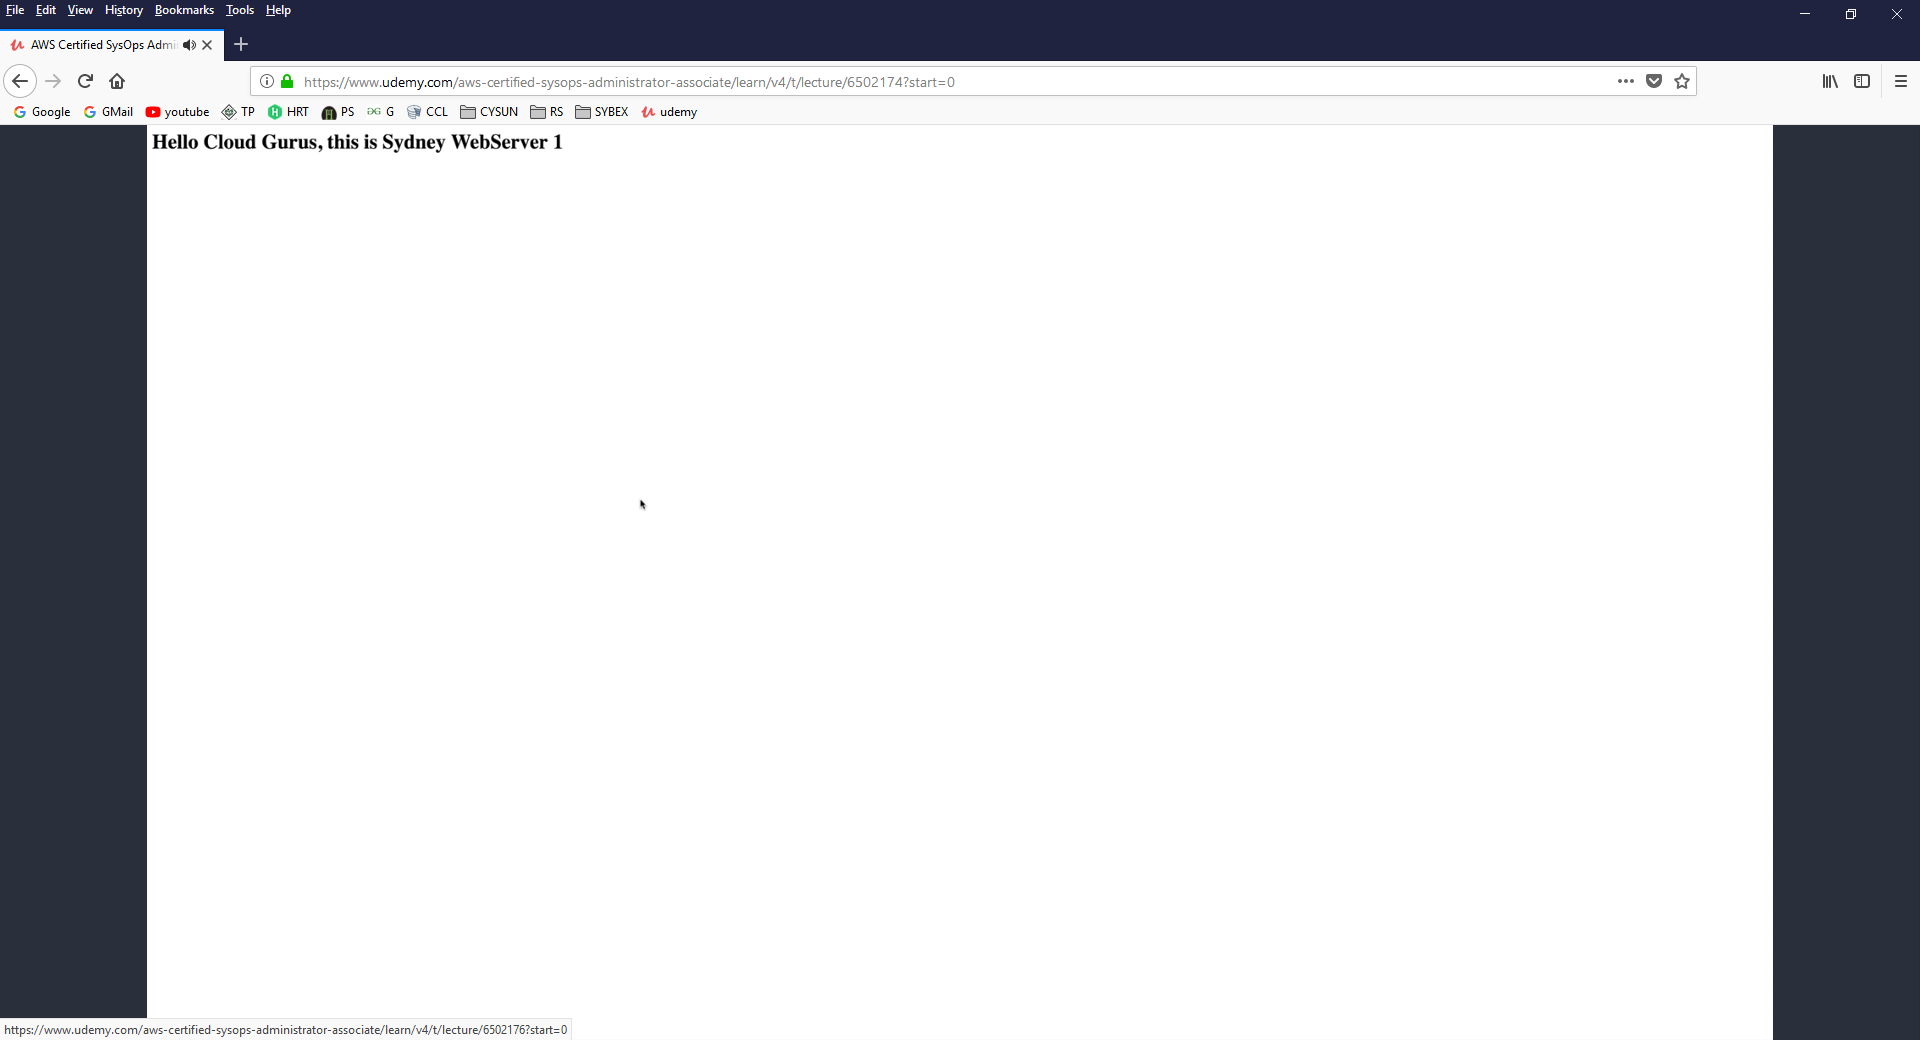 File Edit View History Bookmarks Tools Help
AWS Certified SysOps Admi
https://www.udemy.com/aws-certified-sysops-administrator-associate/learn/v4/t/lecture/6502174?start=0
Google GMail youtube TP HRT PS G CCL CYSUN RS SYBEX udemy
Hello Cloud Gurus, this is Sydney WebServer 1
https://www.udemy.com/aws-certified-sysops-administrator-associate/learn/v4/t/lecture/6502176?start=0